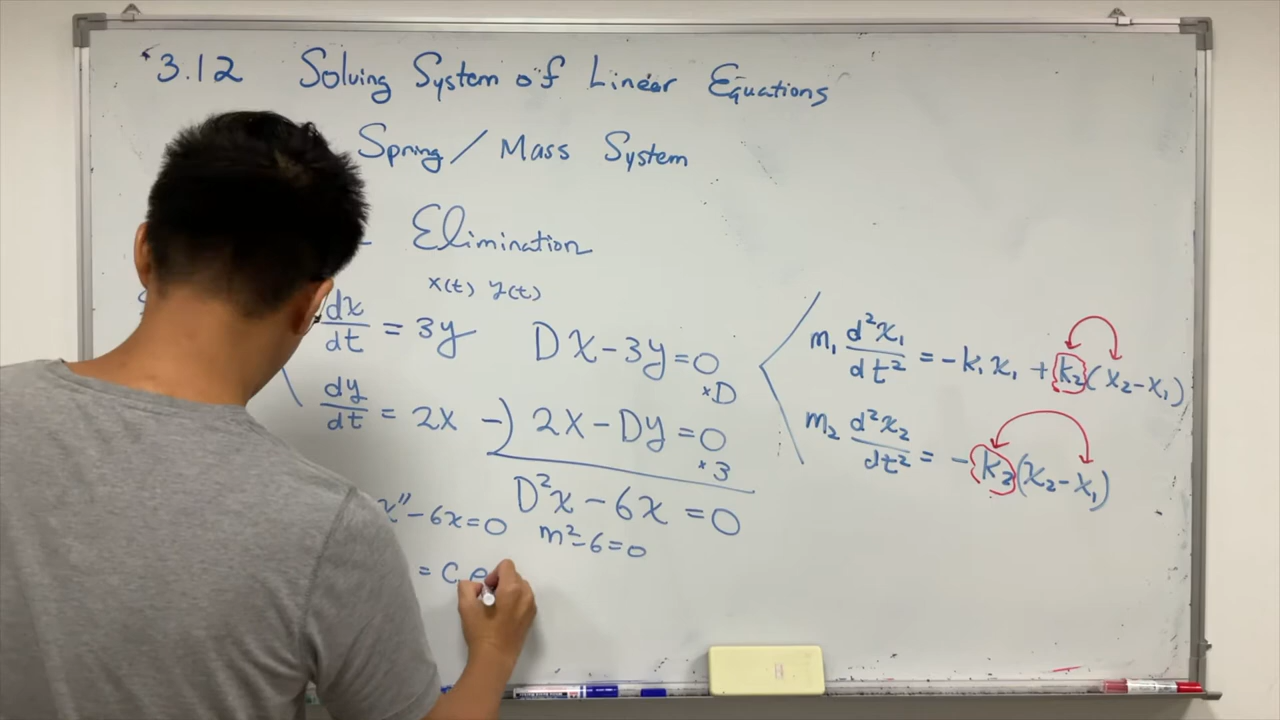 3.12 Solving System of Linear Equations
Spring / Mass System
Elimination
x(t) y(t)
dx/dt = 3y
Dx - 3y = 0
×D
dy/dt = 2x
-) 2x - Dy = 0
×3
D²x - 6x = 0
x'' - 6x = 0
m² - 6 = 0
= C, e
m₁ d²x₁/dt² = -k₁x₁ + k₂(x₂-x₁)
m₂ d²x₂/dt² = -k₂(x₂-x₁)